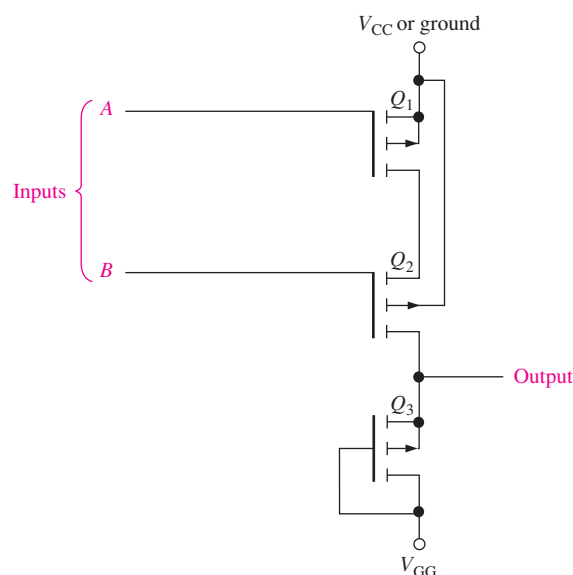 V_CC or ground
A
Q_1
Inputs
B
Q_2
Output
Q_3
V_GG